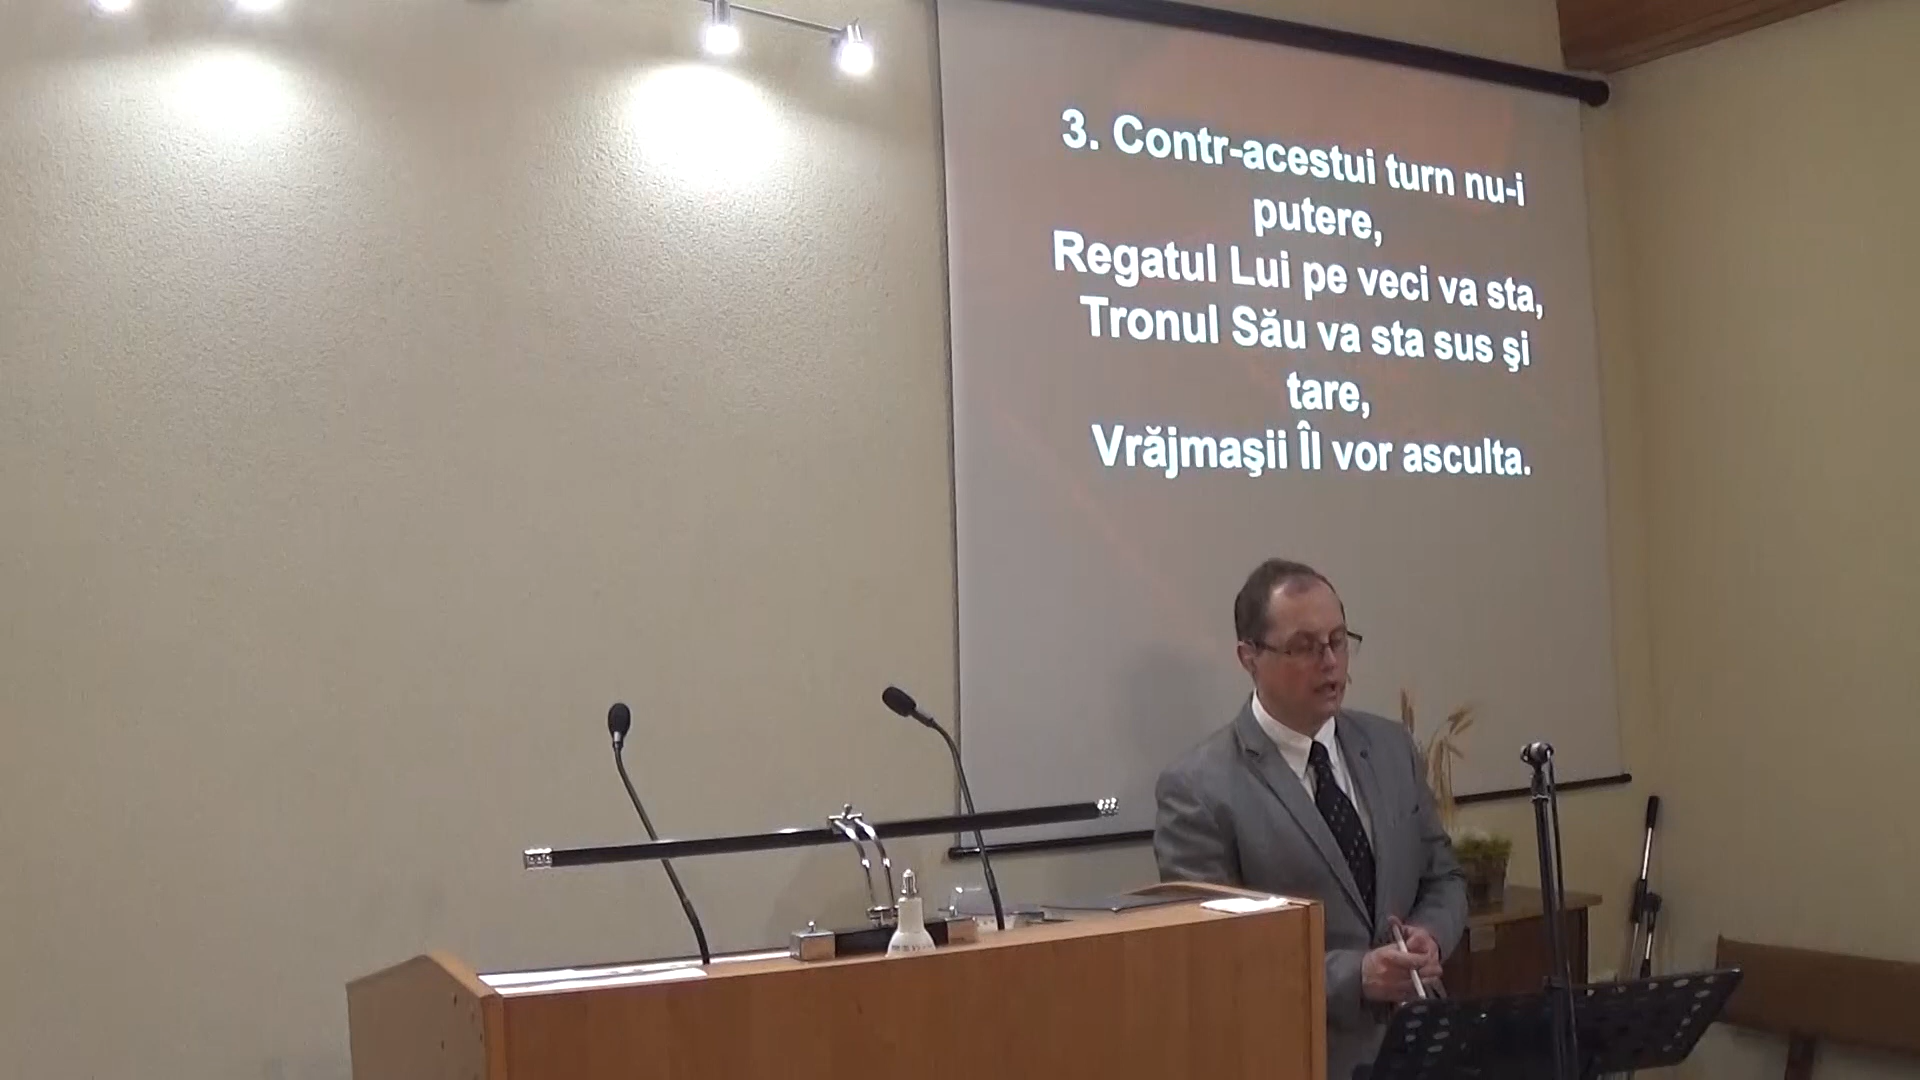 3. Contr-acestui turn nu-i
putere,
Regatul Lui pe veci va sta,
Tronul Său va sta sus şi
tare,
Vrăjmaşii Îl vor asculta.